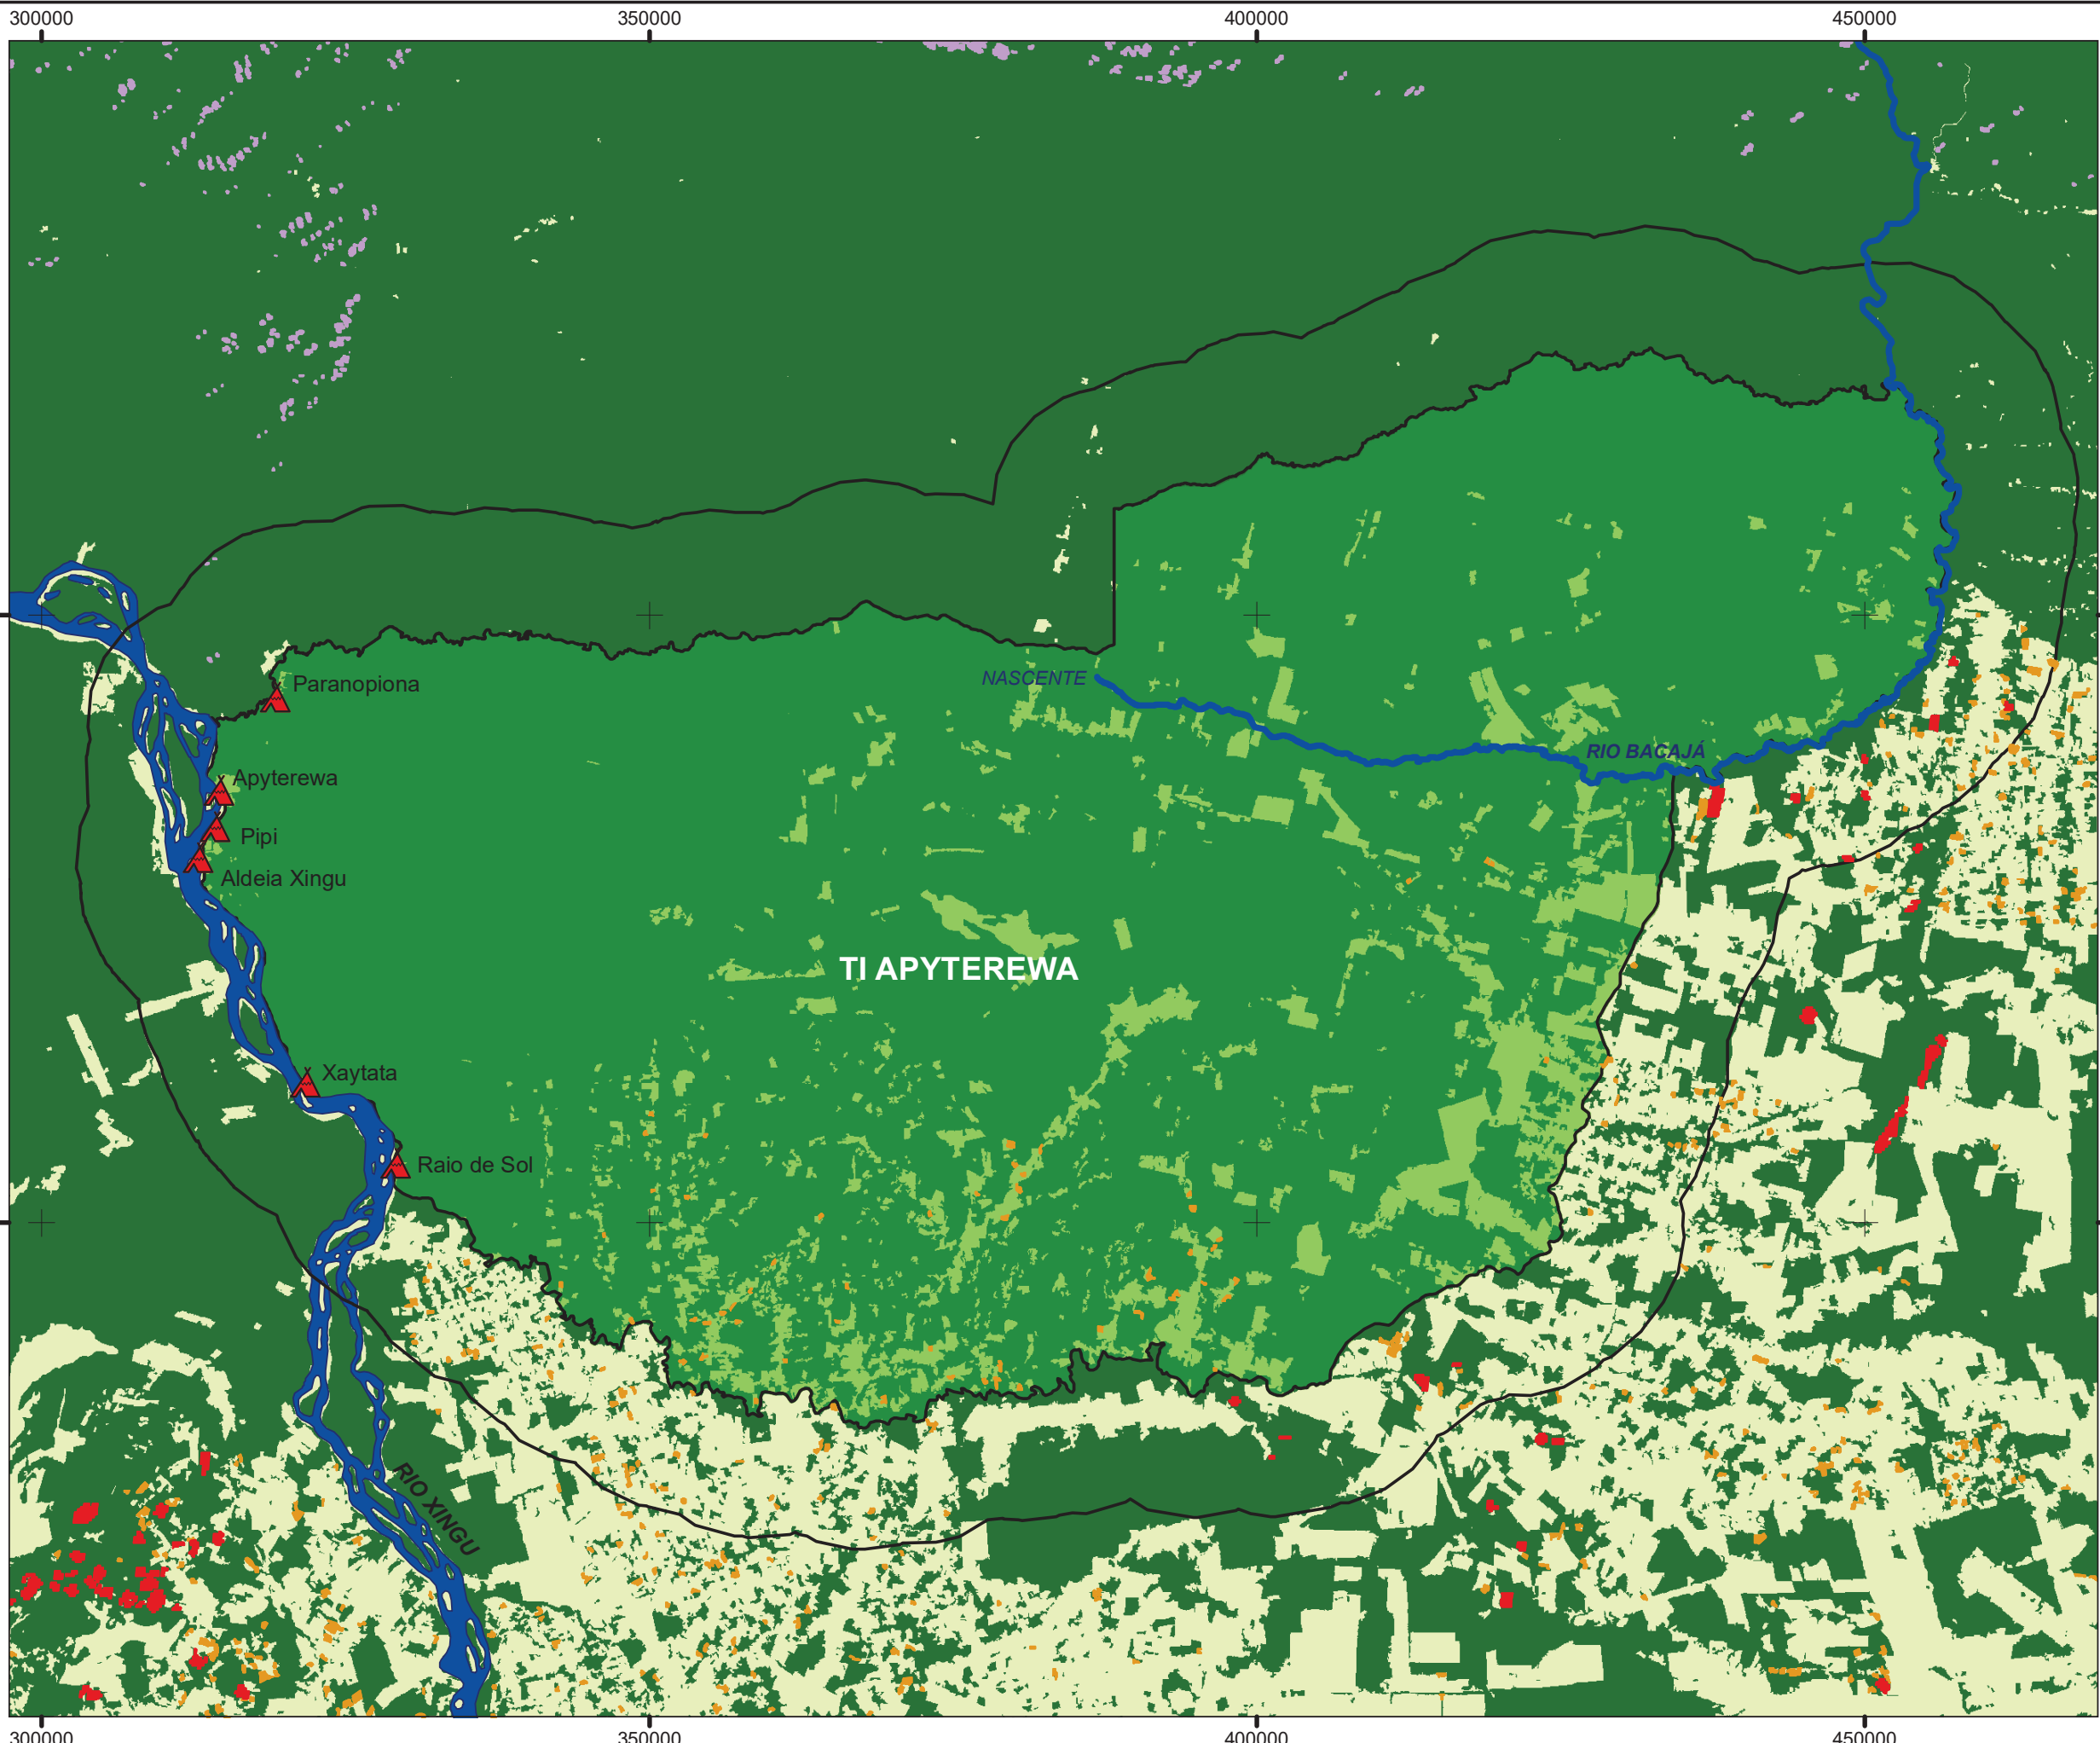 300000 350000 400000 450000
NASCENTE
Paranopiona
RIO BACAJÁ
Apyterewa
Pipi
Aldeia Xingu
TI APYTEREWA
Xaytata
Raio de Sol
RIO XINGU
300000 350000 400000 450000